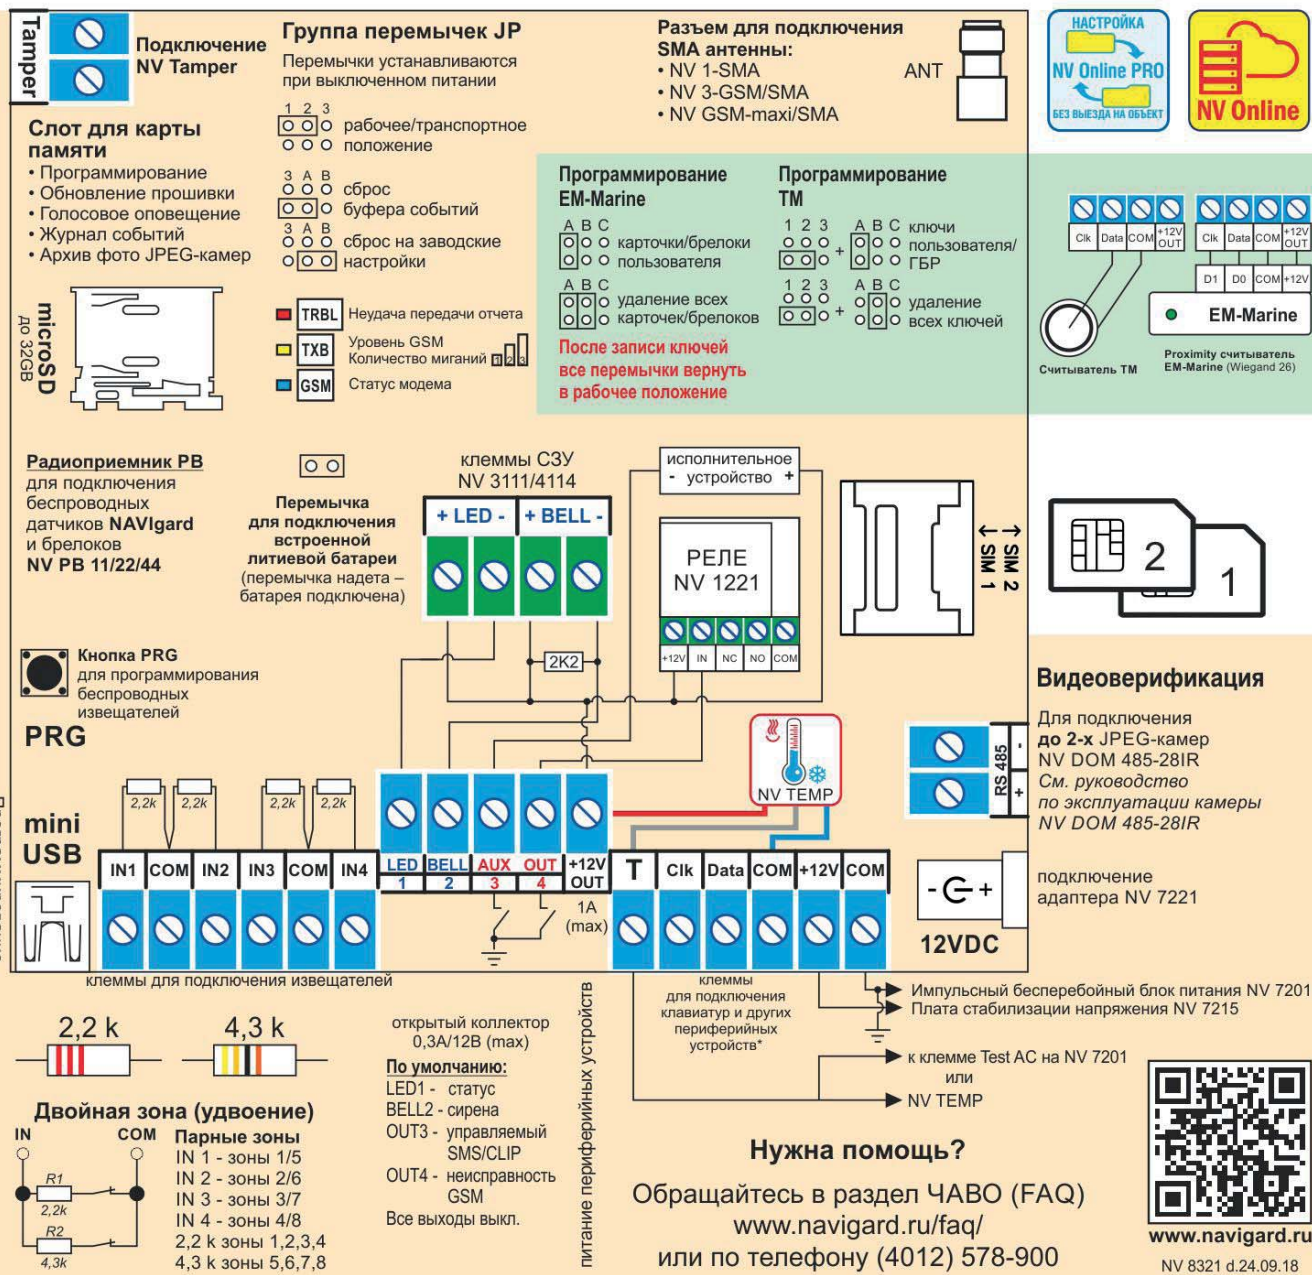 Tamper
Подключение
NV Tamper
Группа перемычек JP
Перемычки устанавливаются
при выключенном питании
1 2 3
рабочее/транспортное
положение
3 A B
сброс
буфера событий
3 A B
сброс на заводские
настройки
Разъем для подключения
SMA антенны:
• NV 1-SMA
• NV 3-GSM/SMA
• NV GSM-maxi/SMA
ANT
НАСТРОЙКА
NV Online PRO
БЕЗ ВЫЕЗДА НА ОБЪЕКТ
NV Online
Слот для карты
памяти
• Программирование
• Обновление прошивки
• Голосовое оповещение
• Журнал событий
• Архив фото JPEG-камер
microSD
до 32GB
TRBL Неудача передачи отчета
TXB Уровень GSM
Количество миганий 1 2 3
GSM Статус модема
Программирование
EM-Marine
A B C
карточки/брелоки
пользователя
A B C
удаление всех
карточек/брелоков
После записи ключей
все перемычки вернуть
в рабочее положение
Программирование
TM
1 2 3 A B C
+ ключи
пользователя/
ГБР
1 2 3 A B C
+ удаление
всех ключей
Clk Data COM +12V OUT
Clk Data COM +12V OUT
D1 D0 COM +12V
EM-Marine
Считыватель ТМ
Proximity считыватель
EM-Marine (Wiegand 26)
Радиоприемник РВ
для подключения
беспроводных
датчиков NAVIgard
и брелоков
NV РВ 11/22/44
Перемычка
для подключения
встроенной
литиевой батареи
(перемычка надета –
батарея подключена)
клеммы СЗУ
NV 3111/4114
+ LED - + BELL -
2K2
исполнительное
- устройство +
РЕЛЕ
NV 1221
+12V IN NC NO COM
SIM 1
SIM 2
2
1
Кнопка PRG
для программирования
беспроводных
извещателей
PRG
NV TEMP
RS 485
- +
Видеоверификация
Для подключения
до 2-х JPEG-камер
NV DOM 485-28IR
См. руководство
по эксплуатации камеры
NV DOM 485-28IR
mini
USB
2,2k 2,2k 2,2k 2,2k
IN1 COM IN2 IN3 COM IN4
LED BELL AUX OUT +12V
1 2 3 4 OUT
1A
(max)
T Clk Data COM +12V COM
- +
12VDC
подключение
адаптера NV 7221
клеммы для подключения извещателей
клеммы
для подключения
клавиатур и других
периферийных
устройств*
питание периферийных устройств
Импульсный бесперебойный блок питания NV 7201
Плата стабилизации напряжения NV 7215
к клемме Test AC на NV 7201
или
NV TEMP
2,2 k
4,3 k
Двойная зона (удвоение)
IN COM
R1
2,2k
R2
4,3k
Парные зоны
IN 1 - зоны 1/5
IN 2 - зоны 2/6
IN 3 - зоны 3/7
IN 4 - зоны 4/8
2,2 k зоны 1,2,3,4
4,3 k зоны 5,6,7,8
открытый коллектор
0,3А/12В (max)
По умолчанию:
LED1 - статус
BELL2 - сирена
OUT3 - управляемый
SMS/CLIP
OUT4 - неисправность
GSM
Все выходы выкл.
Нужна помощь?
Обращайтесь в раздел ЧАВО (FAQ)
www.navigard.ru/faq/
или по телефону (4012) 578-900
www.navigard.ru
NV 8321 d.24.09.18